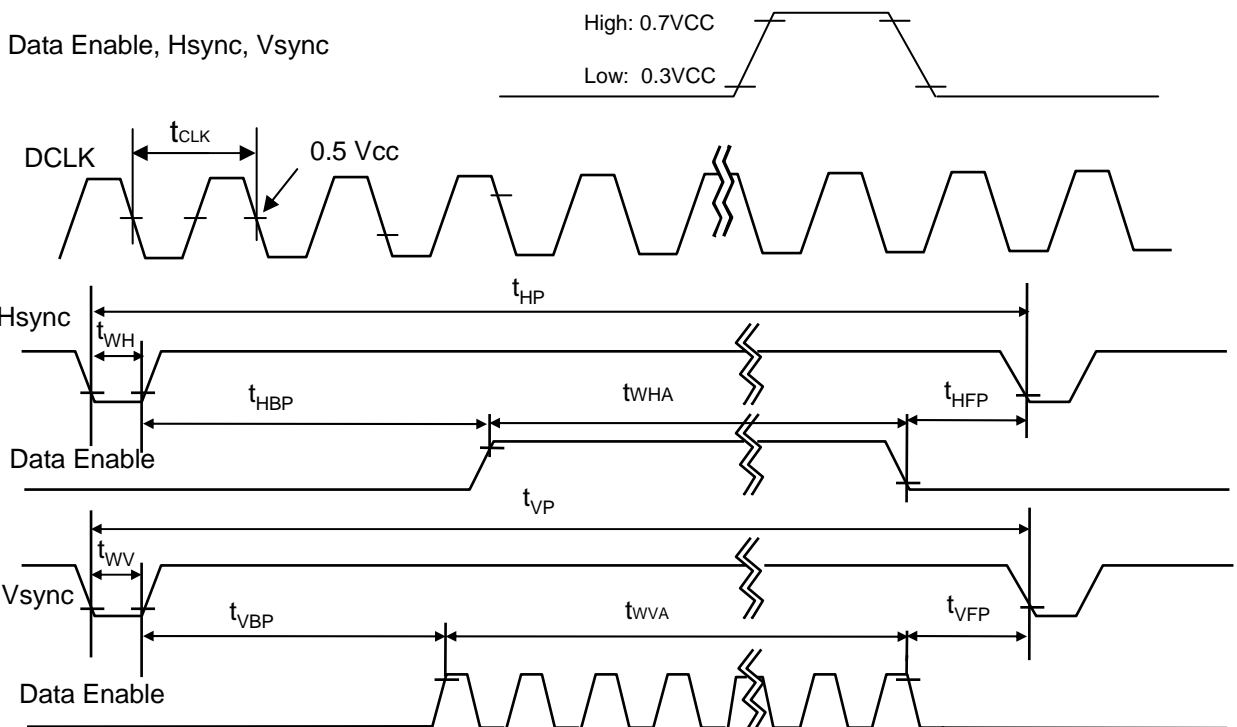 High: 0.7VCC
Data Enable, Hsync, Vsync
Low: 0.3VCC
tCLK
DCLK
0.5 Vcc
tHP
Hsync
tWH
tHBP
tWHA
tHFP
Data Enable
tVP
tWV
Vsync
tVBP
tWVA
tVFP
Data Enable